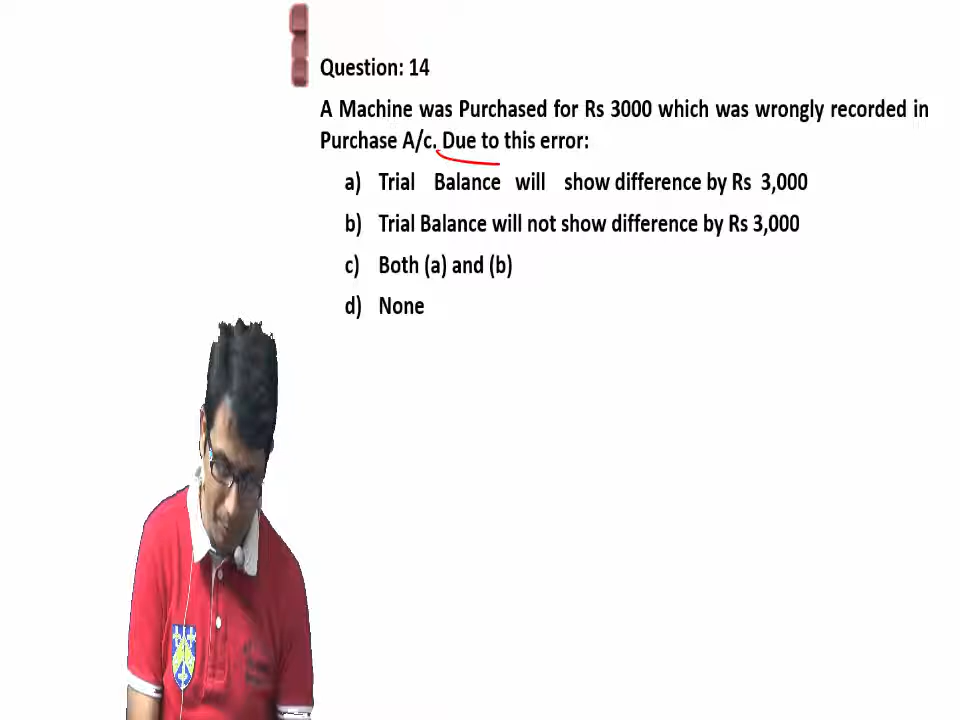 Question: 14
A Machine was Purchased for Rs 3000 which was wrongly recorded in
Purchase A/c. Due to this error:
a) Trial Balance will show difference by Rs 3,000
b) Trial Balance will not show difference by Rs 3,000
c) Both (a) and (b)
d) None